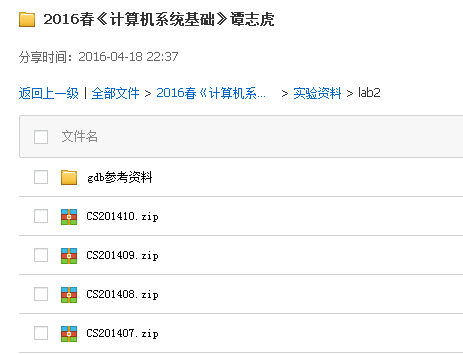 2016春《计算机系统基础》谭志虎
分享时间：2016-04-18 22:37
返回上一级 | 全部文件 > 2016春《计算机系... > 实验资料 > lab2
文件名
gdb参考资料
CS201410.zip
CS201409.zip
CS201408.zip
CS201407.zip